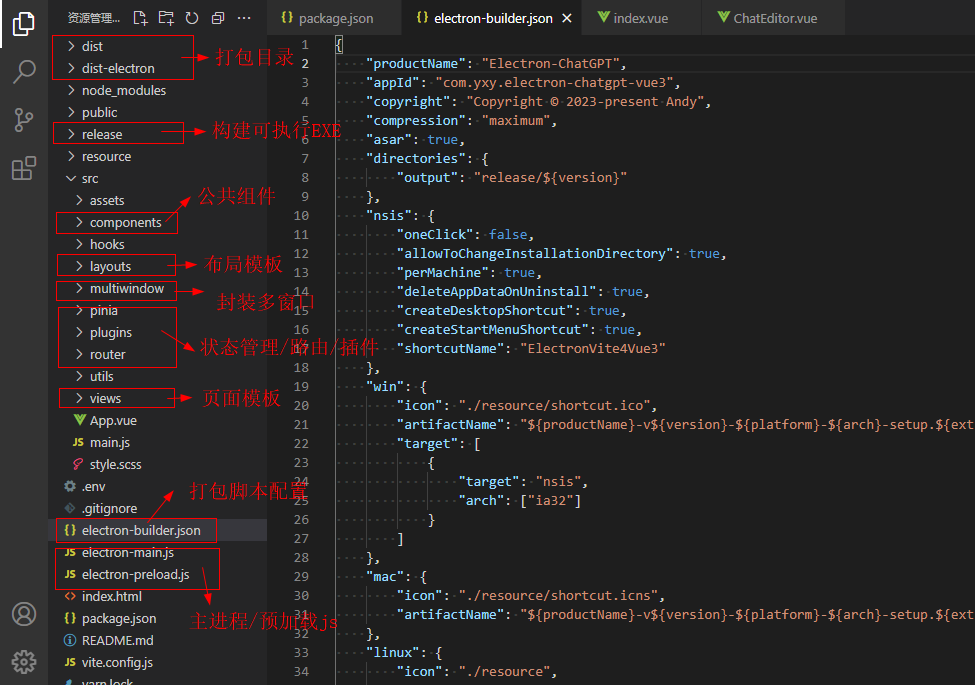 资源管理...
package.json
electron-builder.json
index.vue
ChatEditor.vue
dist
dist-electron
打包目录
node_modules
public
release
构建可执行EXE
resource
src
assets
公共组件
components
hooks
layouts
布局模板
multiwindow
封装多窗口
pinia
plugins
状态管理/路由/插件
router
utils
views
页面模板
App.vue
JS main.js
style.scss
.env
打包脚本配置
.gitignore
{} electron-builder.json
JS electron-main.js
JS electron-preload.js
<> index.html
{} package.json
主进程/预加载js
README.md
JS vite.config.js
yarn.lock
1 {
2 "productName": "Electron-ChatGPT",
3 "appId": "com.yxy.electron-chatgpt-vue3",
4 "copyright": "Copyright © 2023-present Andy",
5 "compression": "maximum",
6 "asar": true,
7 "directories": {
8 "output": "release/${version}"
9 },
10 "nsis": {
11 "oneClick": false,
12 "allowToChangeInstallationDirectory": true,
13 "perMachine": true,
14 "deleteAppDataOnUninstall": true,
15 "createDesktopShortcut": true,
16 "createStartMenuShortcut": true,
17 "shortcutName": "ElectronVite4Vue3"
18 },
19 "win": {
20 "icon": "./resource/shortcut.ico",
21 "artifactName": "${productName}-v${version}-${platform}-${arch}-setup.${ext
22 "target": [
23 {
24 "target": "nsis",
25 "arch": ["ia32"]
26 }
27 ]
28 },
29 "mac": {
30 "icon": "./resource/shortcut.icns",
31 "artifactName": "${productName}-v${version}-${platform}-${arch}-setup.${ext
32 },
33 "linux": {
34 "icon": "./resource",